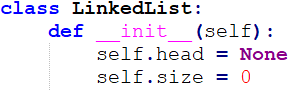 class LinkedList:
    def __init__(self):
        self.head = None
        self.size = 0